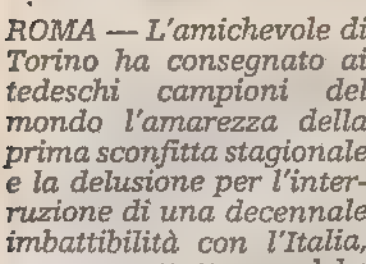 ROMA — L'amichevole di
Torino ha consegnato ai
tedeschi campioni del
mondo l'amarezza della
prima sconfitta stagionale
e la delusione per l'inter-
ruzione di una decennale
imbattibilità con l'Italia,